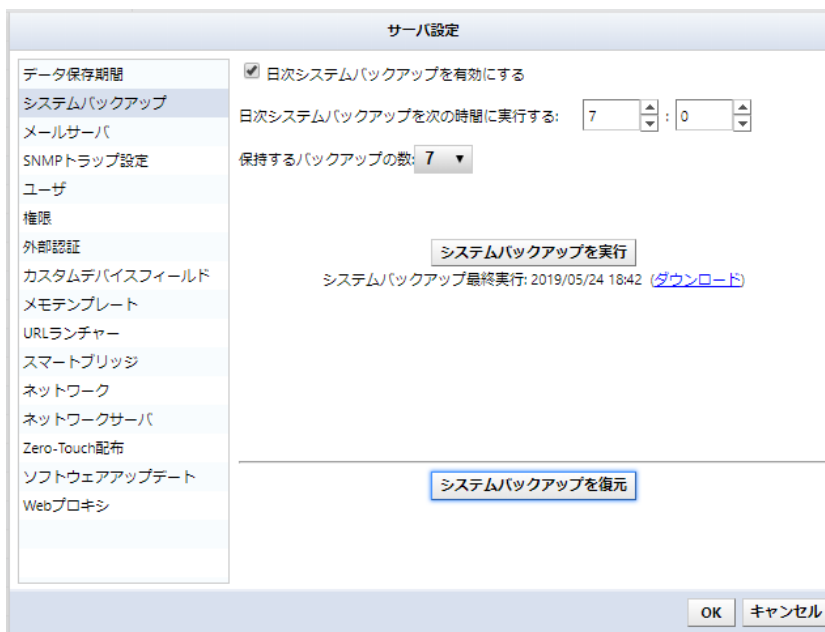 サーバ設定
データ保存期間
システムバックアップ
メールサーバ
SNMPトラップ設定
ユーザ
権限
外部認証
カスタムデバイスフィールド
メモテンプレート
URLランチャー
スマートブリッジ
ネットワーク
ネットワークサーバ
Zero-Touch配布
ソフトウェアアップデート
Webプロキシ
日次システムバックアップを有効にする
日次システムバックアップを次の時間に実行する: 7 : 0
保持するバックアップの数: 7
システムバックアップを実行
システムバックアップ最終実行: 2019/05/24 18:42 (ダウンロード)
システムバックアップを復元
OK キャンセル